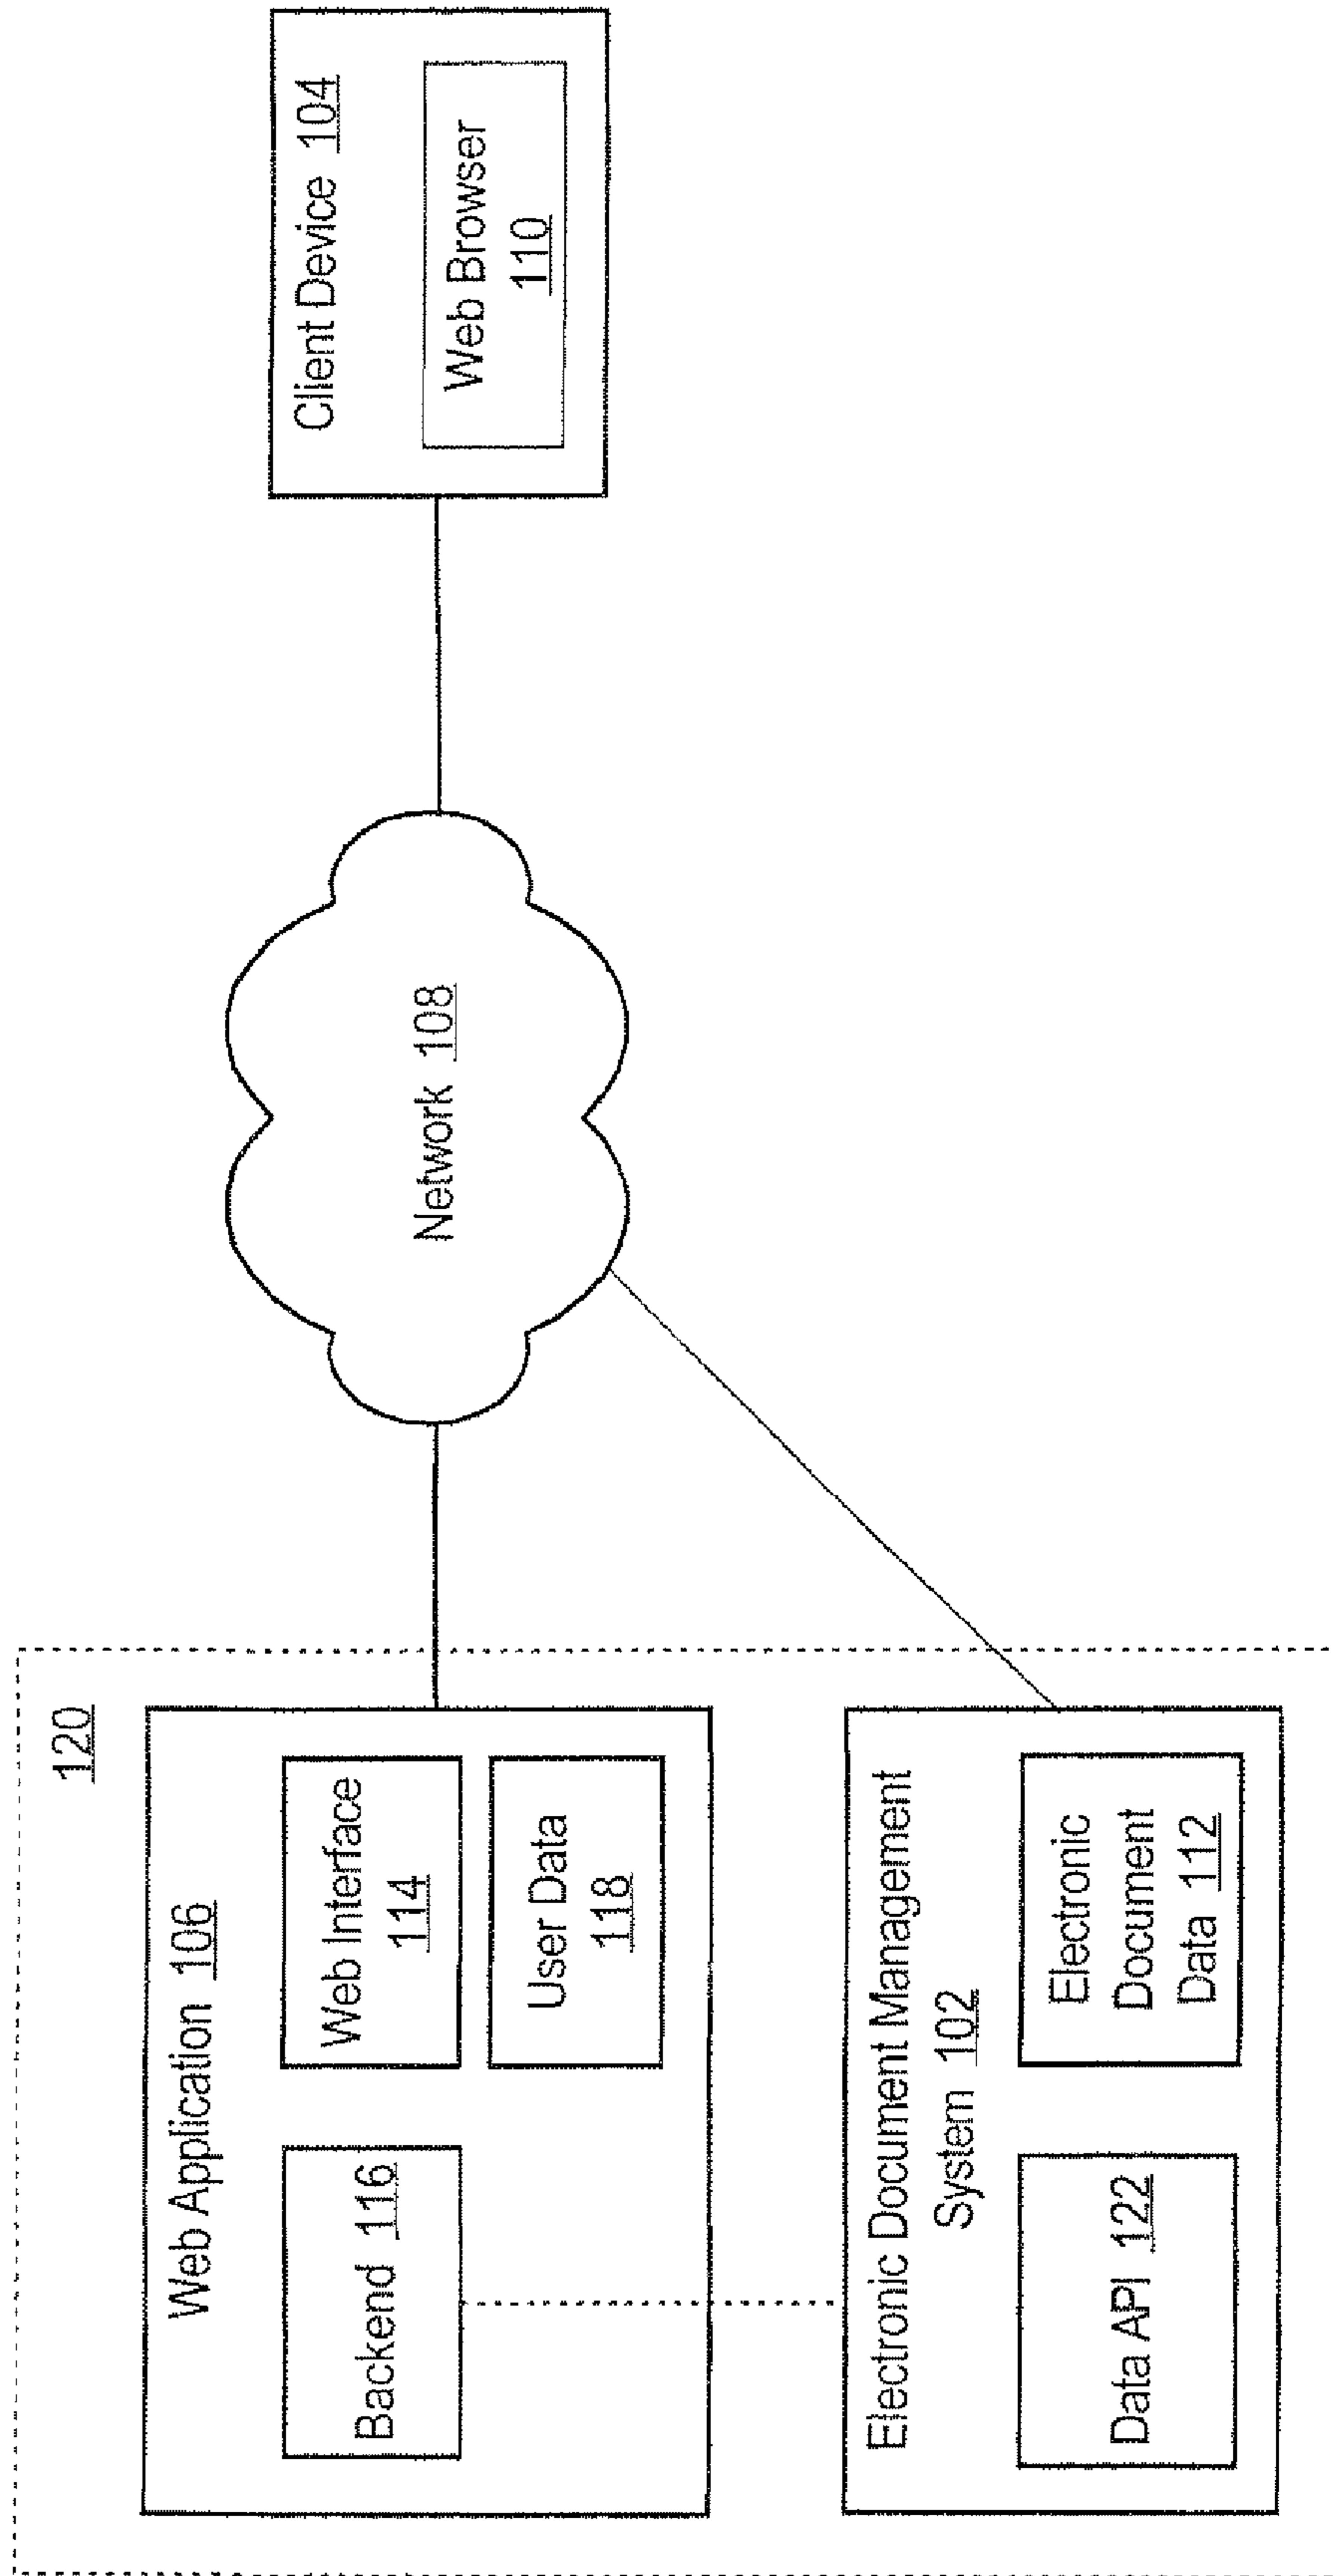 120
Web Application 106
Backend 116
Web Interface
114
User Data
118
Electronic Document Management
System 102
Data API 122
Electronic
Document
Data 112
Network 108
Client Device 104
Web Browser
110